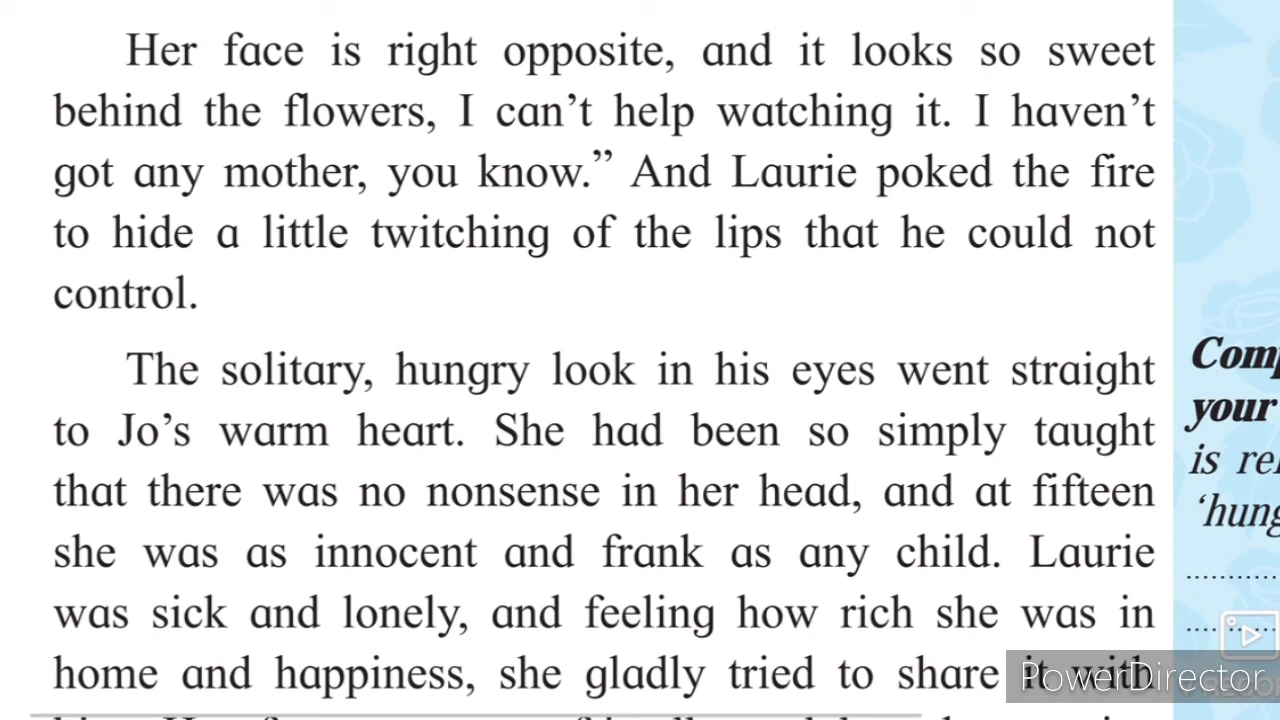 Her face is right opposite, and it looks so sweet
behind the flowers, I can’t help watching it. I haven’t
got any mother, you know.” And Laurie poked the fire
to hide a little twitching of the lips that he could not
control.
The solitary, hungry look in his eyes went straight
to Jo’s warm heart. She had been so simply taught
that there was no nonsense in her head, and at fifteen
she was as innocent and frank as any child. Laurie
was sick and lonely, and feeling how rich she was in
home and happiness, she gladly tried to share it with
your
is
‘hung
PowerDirector